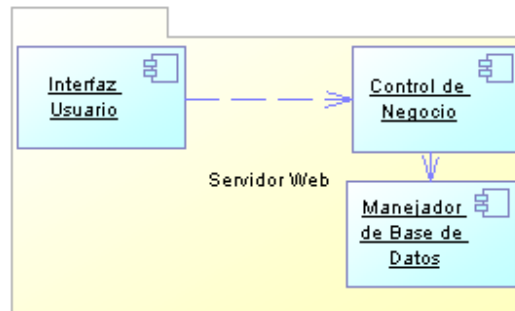 Interfaz
Usuario
Control de
Negocio
Servidor Web
Manejador
de Base de
Datos